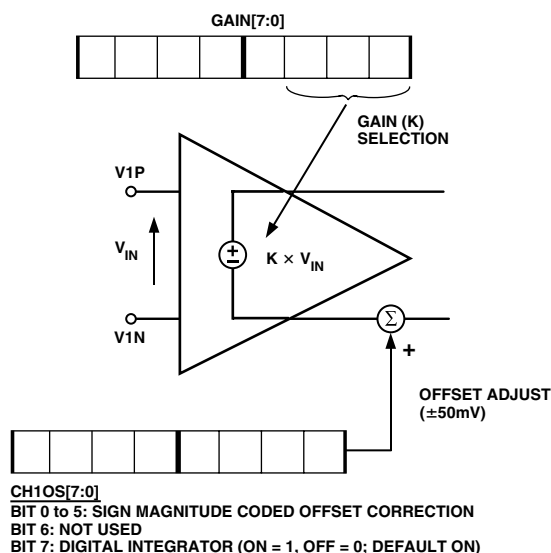 GAIN[7:0]
GAIN (K)
SELECTION
V1P
VIN
K × VIN
V1N
Σ
+
OFFSET ADJUST
(±50mV)
CH1OS[7:0]
BIT 0 to 5: SIGN MAGNITUDE CODED OFFSET CORRECTION
BIT 6: NOT USED
BIT 7: DIGITAL INTEGRATOR (ON = 1, OFF = 0; DEFAULT ON)